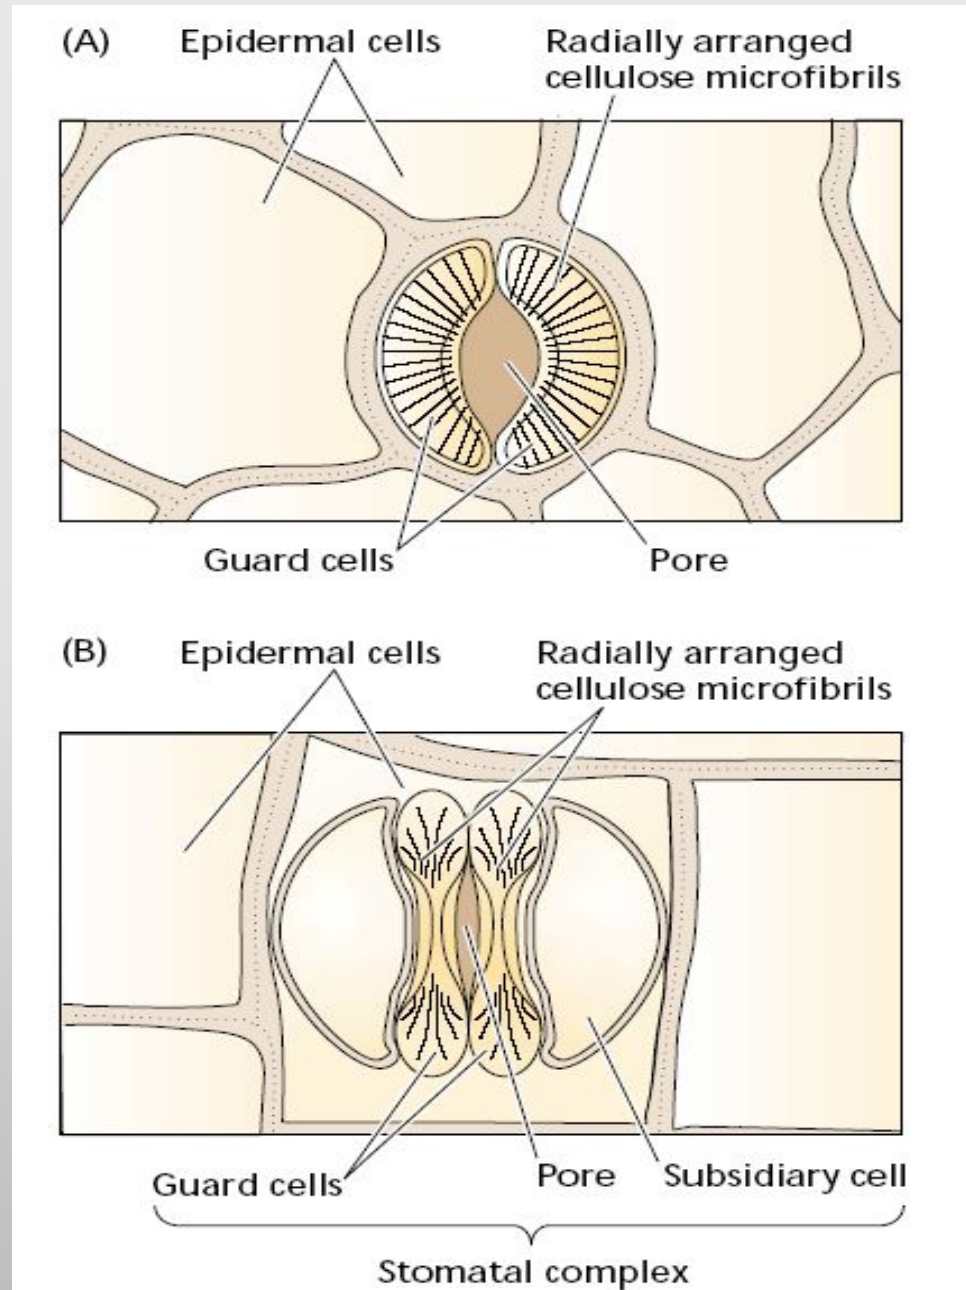 (A) Epidermal cells Radially arranged
cellulose microfibrils
Guard cells Pore
(B) Epidermal cells Radially arranged
cellulose microfibrils
Guard cells Pore Subsidiary cell
Stomatal complex